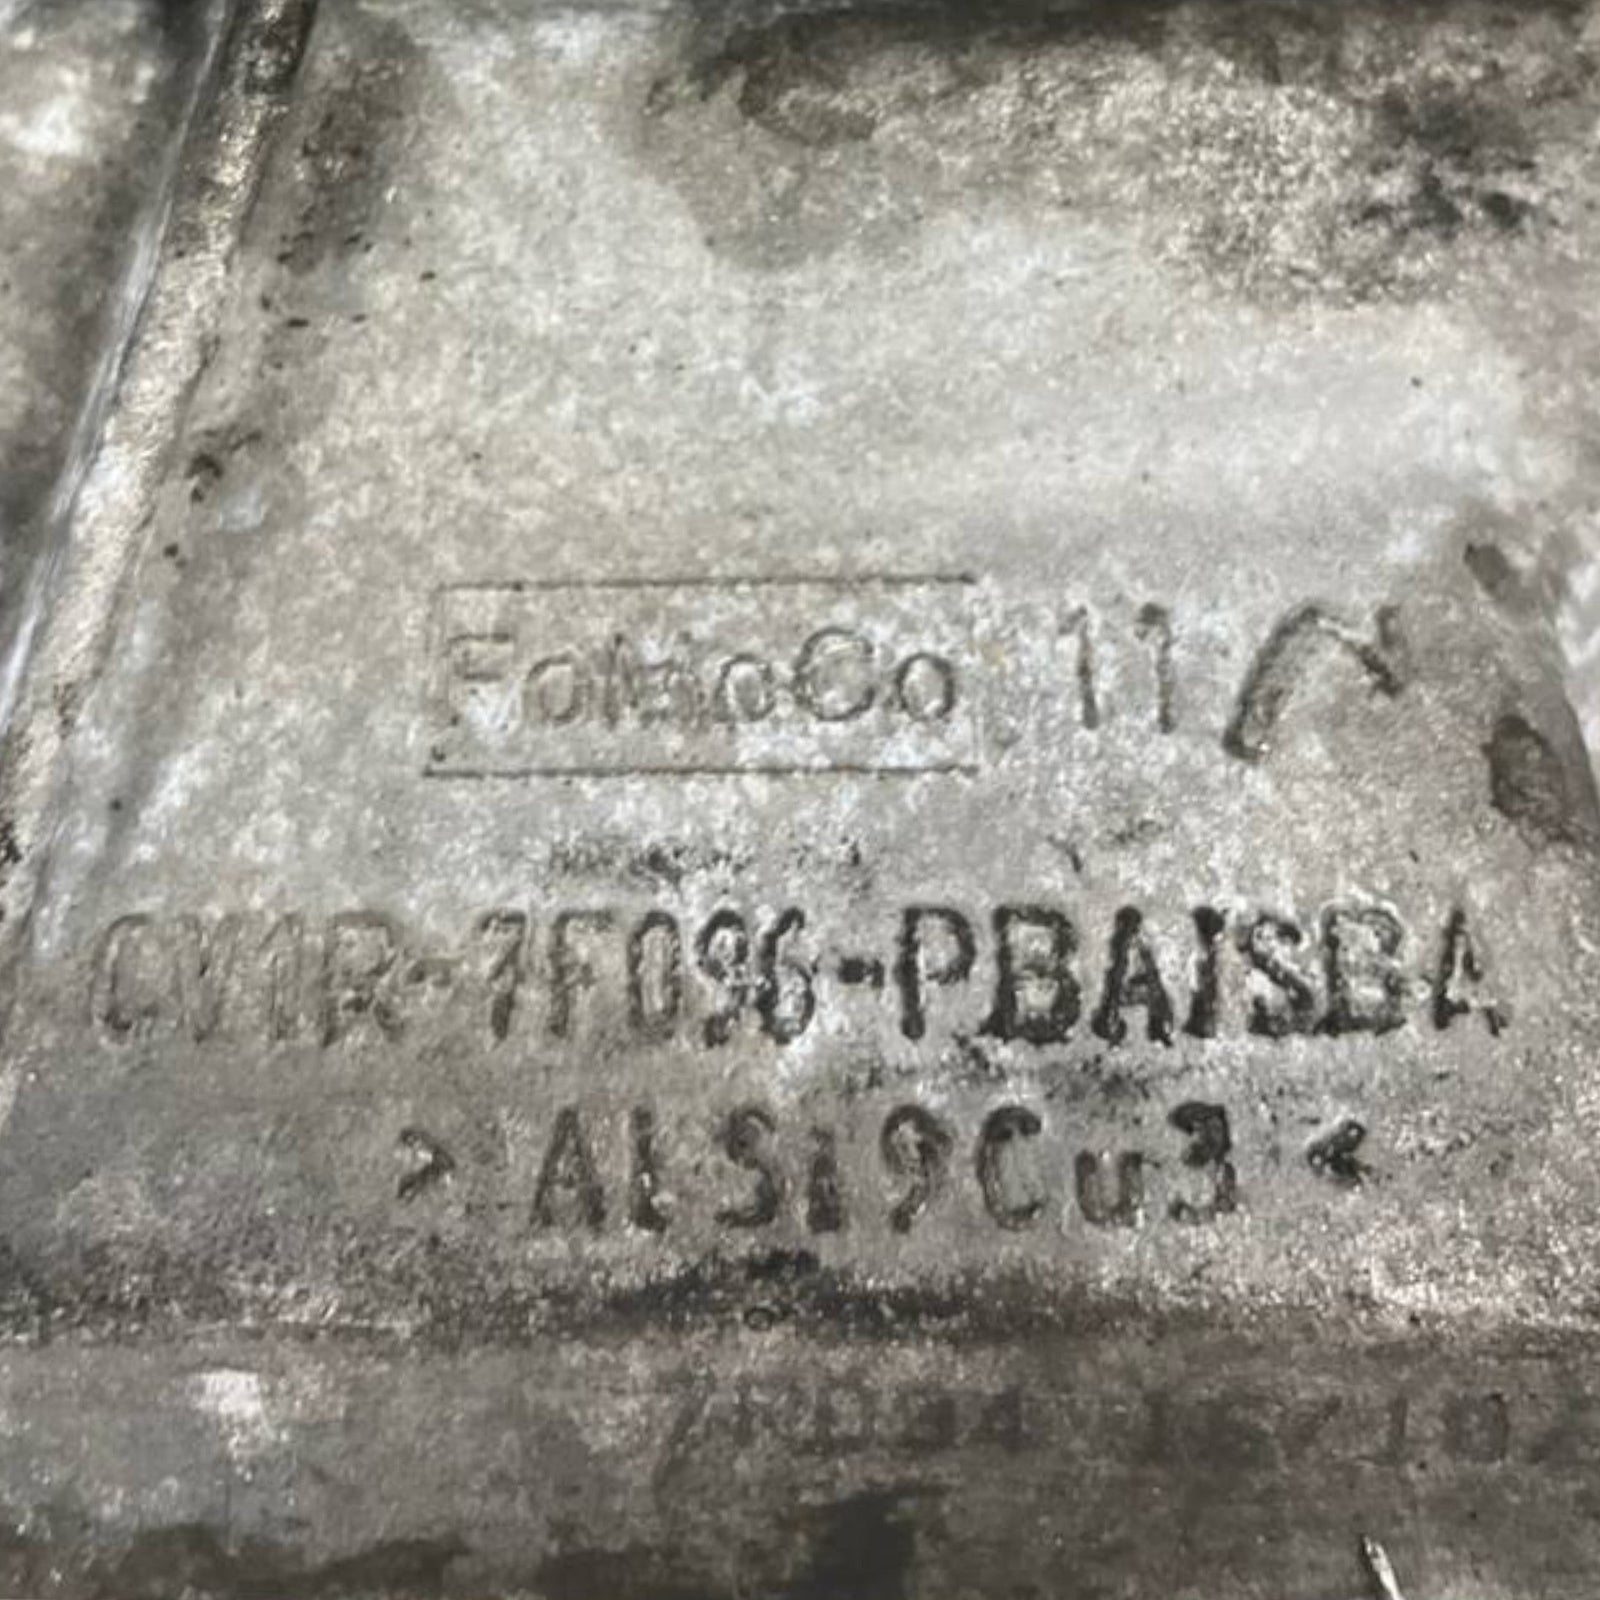 FoMoCo 11
CV1R-7F096-PBAISBA
>ALSi9Cu3<